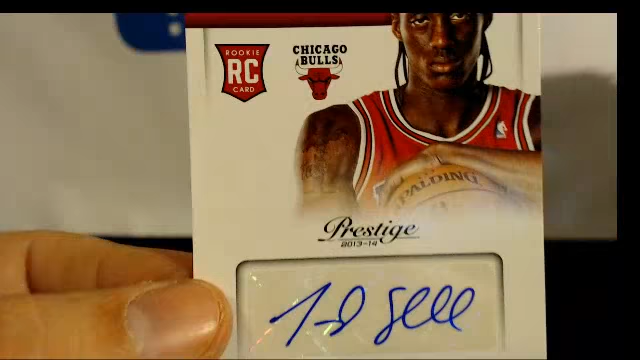 ROOKIE
RC
CARD
CHICAGO
BULLS
SPALDING
Prestige
2013-14